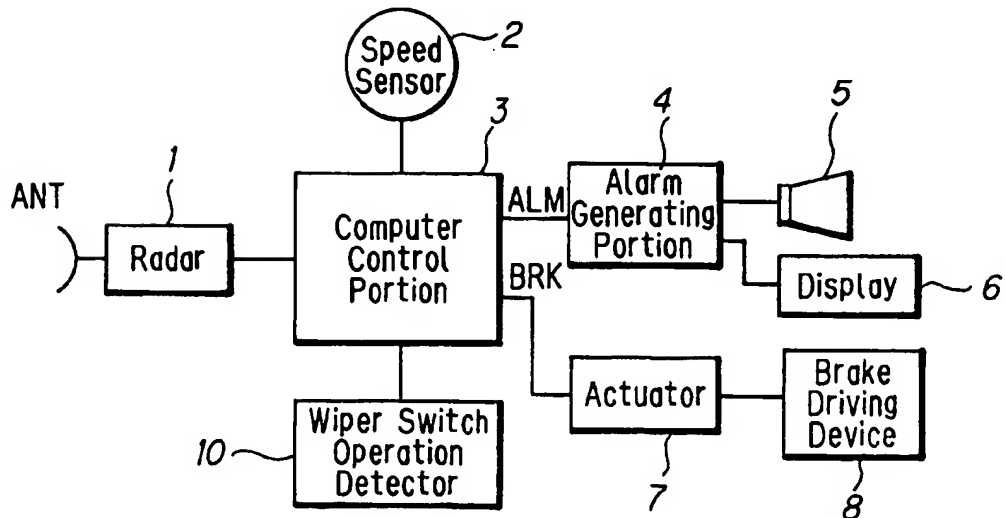 Speed
Sensor
2
3
4
5
1
ANT
Radar
Computer
Control
Portion
ALM
BRK
Alarm
Generating
Portion
Display
6
Wiper Switch
Operation
Detector
10
Actuator
7
Brake
Driving
Device
8